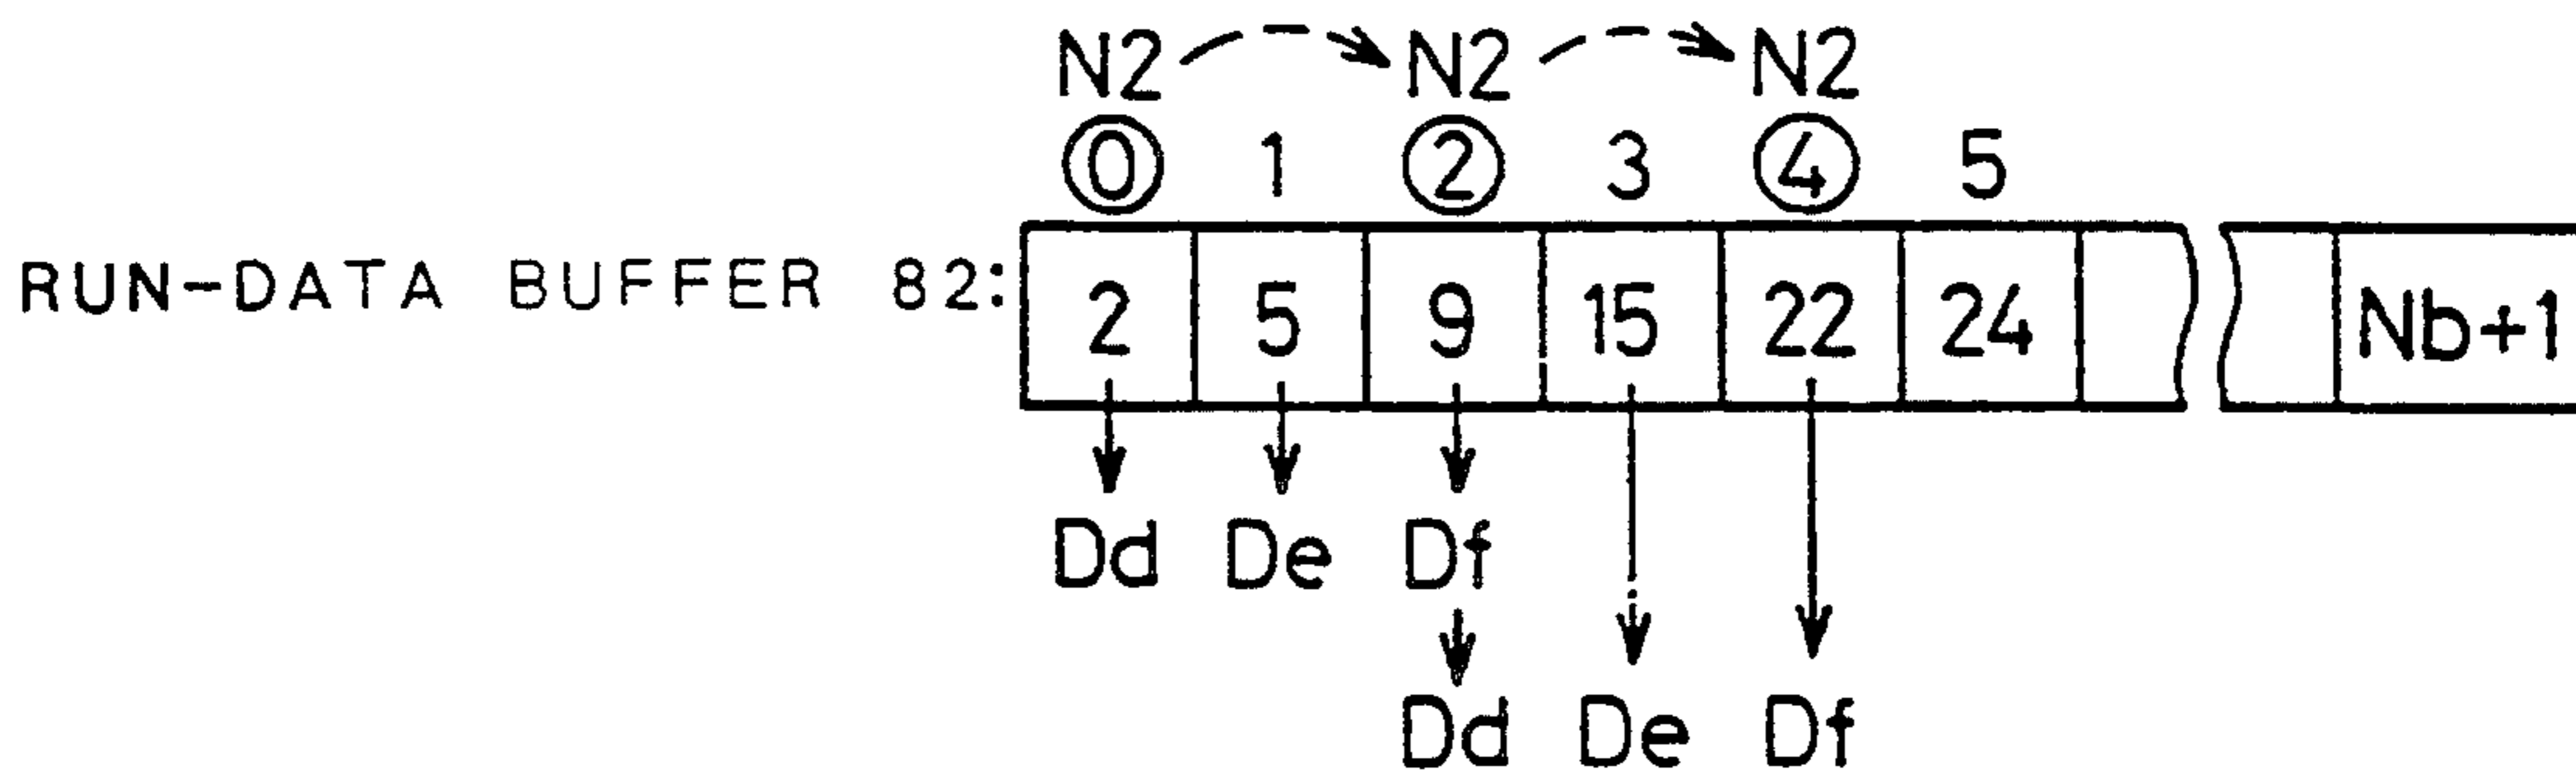 N2 N2 N2
0 1 2 3 4 5
RUN-DATA BUFFER 82: 2 5 9 15 22 24 Nb+1
Dd De Df
Dd De Df